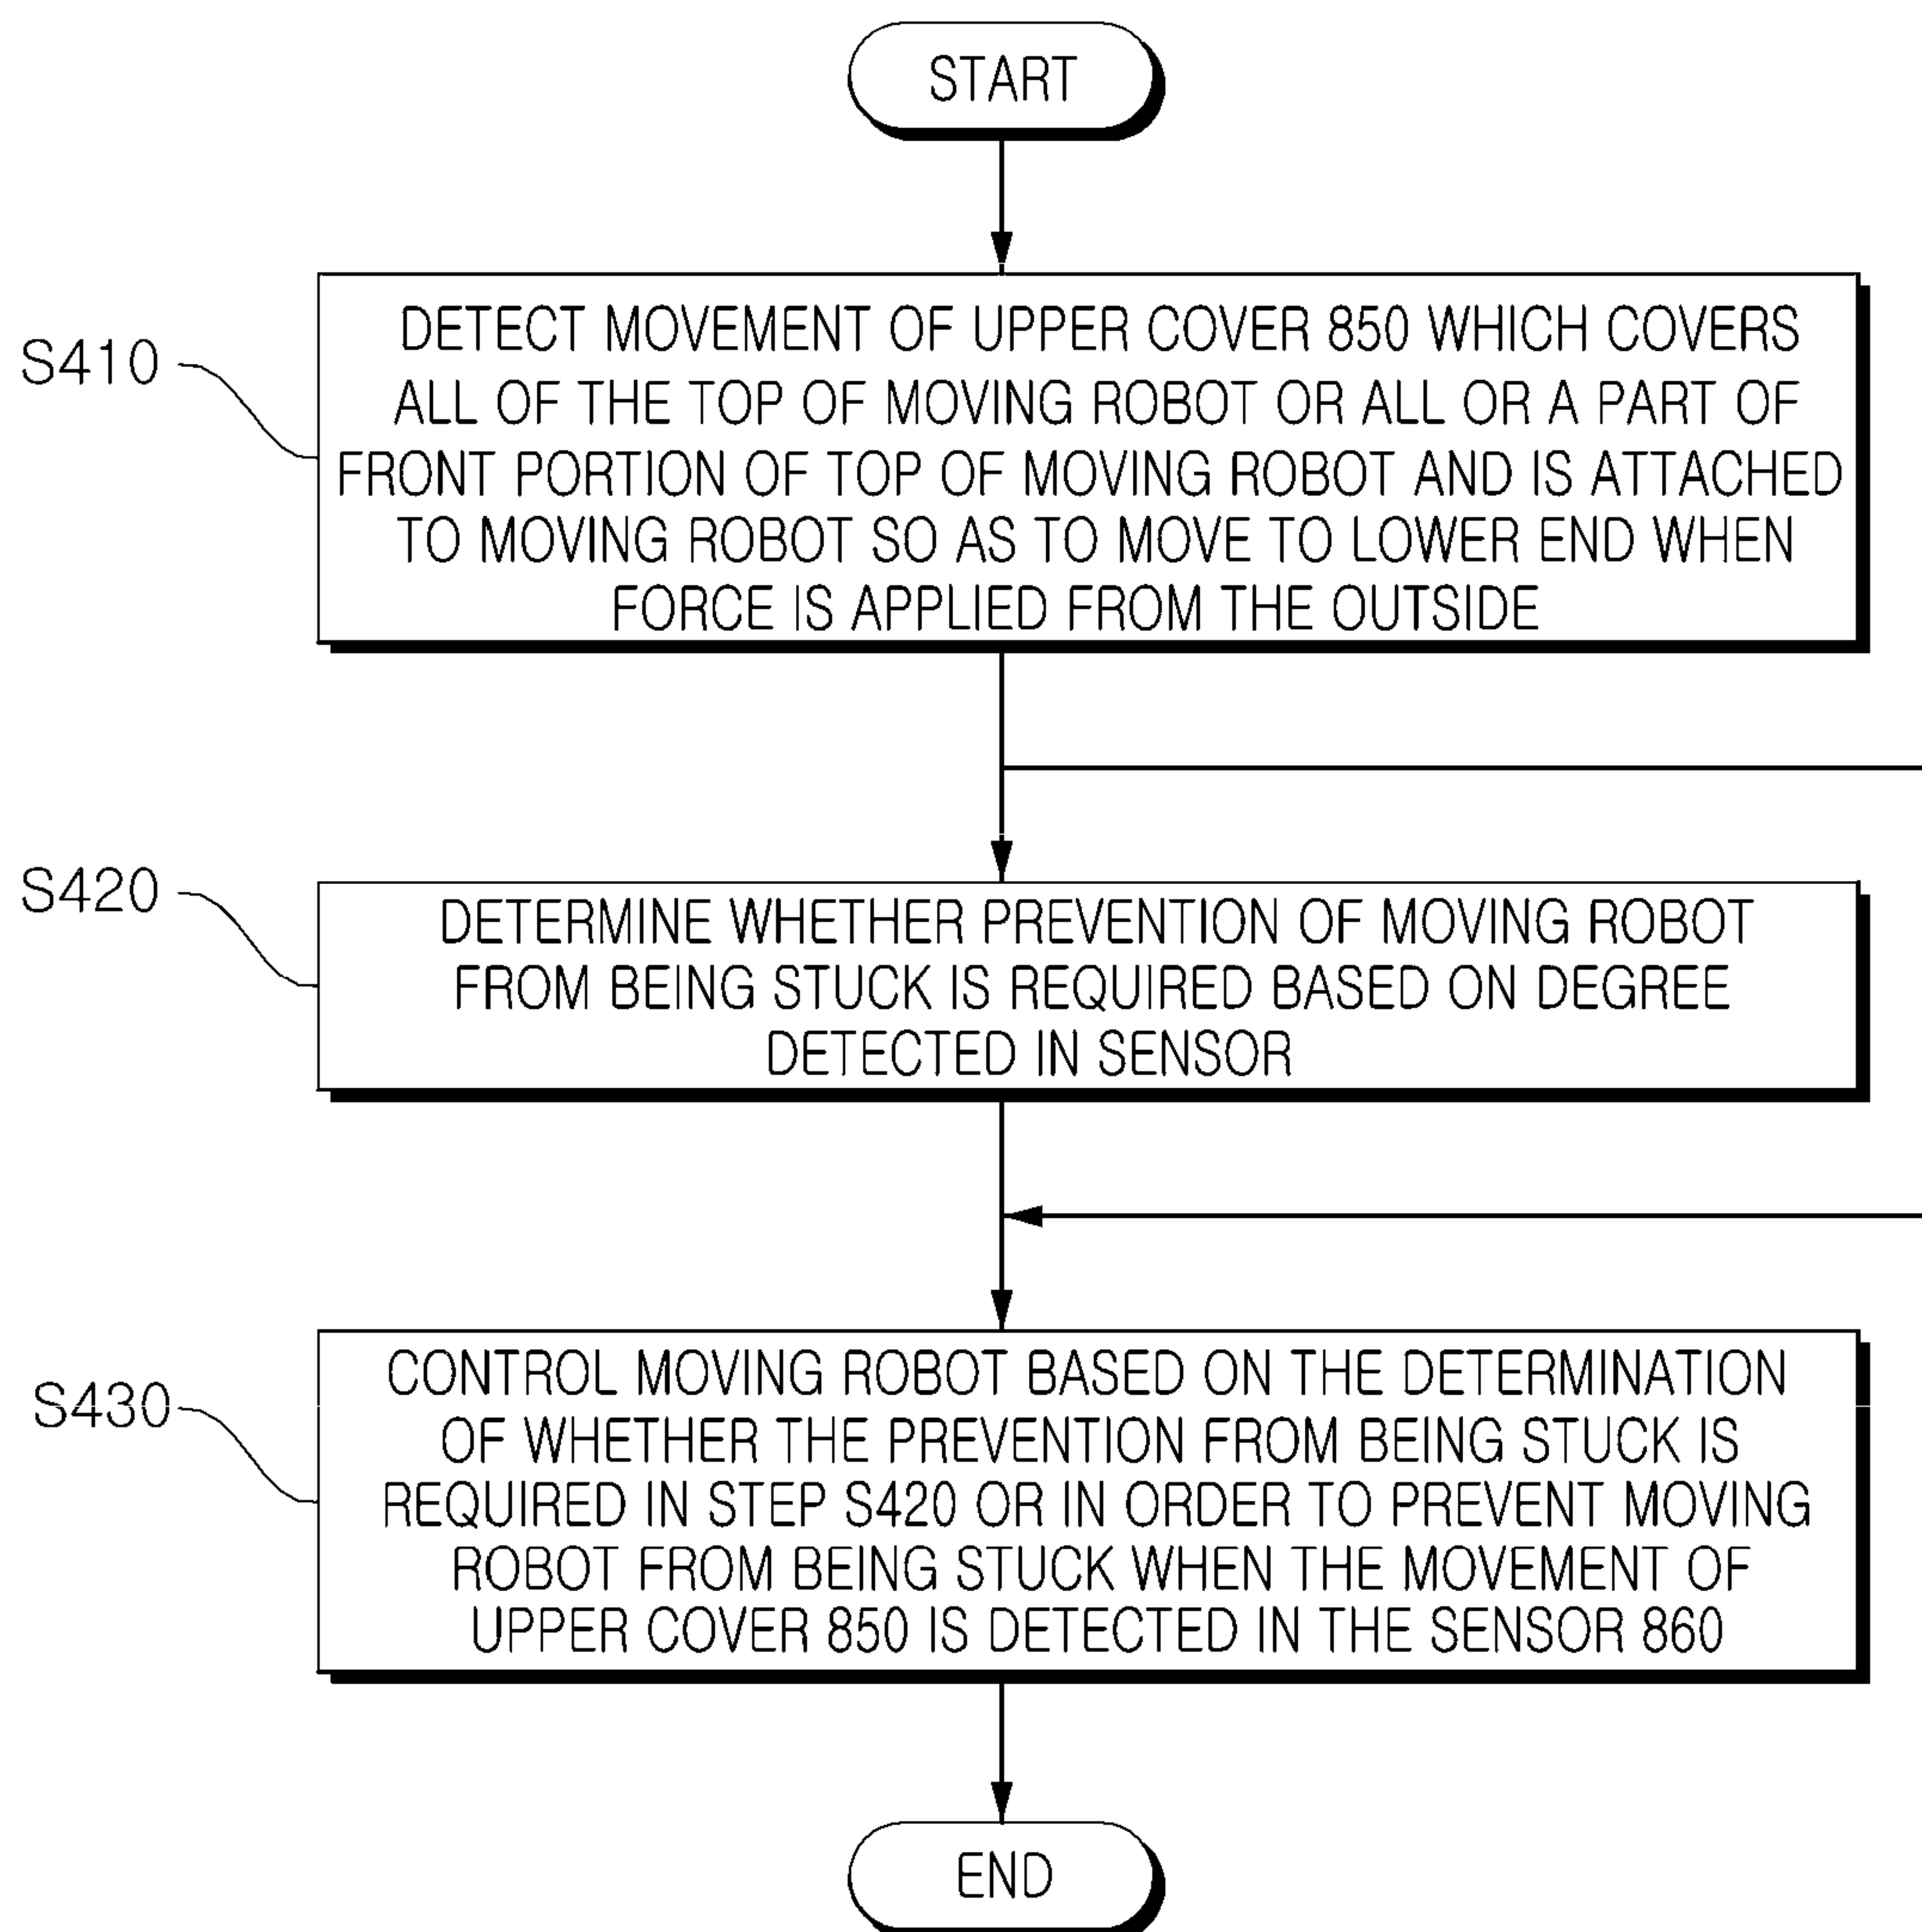 START
S410
DETECT MOVEMENT OF UPPER COVER 850 WHICH COVERS
ALL OF THE TOP OF MOVING ROBOT OR ALL OR A PART OF
FRONT PORTION OF TOP OF MOVING ROBOT AND IS ATTACHED
TO MOVING ROBOT SO AS TO MOVE TO LOWER END WHEN
FORCE IS APPLIED FROM THE OUTSIDE
S420
DETERMINE WHETHER PREVENTION OF MOVING ROBOT
FROM BEING STUCK IS REQUIRED BASED ON DEGREE
DETECTED IN SENSOR
S430
CONTROL MOVING ROBOT BASED ON THE DETERMINATION
OF WHETHER THE PREVENTION FROM BEING STUCK IS
REQUIRED IN STEP S420 OR IN ORDER TO PREVENT MOVING
ROBOT FROM BEING STUCK WHEN THE MOVEMENT OF
UPPER COVER 850 IS DETECTED IN THE SENSOR 860
END